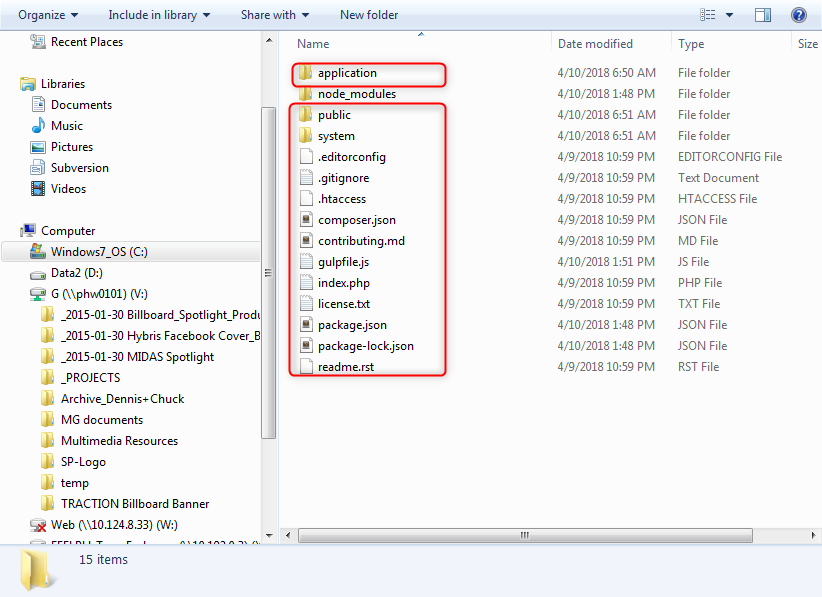 Organize Include in library Share with New folder
Recent Places
Libraries
Documents
Music
Pictures
Subversion
Videos
Computer
Windows7_OS (C:)
Data2 (D:)
G (\\phw0101) (V:)
_2015-01-30 Billboard_Spotlight_Produ
_2015-01-30 Hybris Facebook Cover_B
_2015-01-30 MIDAS Spotlight
_PROJECTS
Archive_Dennis+Chuck
MG documents
Multimedia Resources
SP-Logo
temp
TRACTION Billboard Banner
Web (\\10.124.8.33) (W:)
Name Date modified Type Size
application 4/10/2018 6:50 AM File folder
node_modules 4/10/2018 1:48 PM File folder
public 4/10/2018 6:51 AM File folder
system 4/10/2018 6:51 AM File folder
.editorconfig 4/9/2018 10:59 PM EDITORCONFIG File
.gitignore 4/9/2018 10:59 PM Text Document
.htaccess 4/9/2018 10:59 PM HTACCESS File
composer.json 4/9/2018 10:59 PM JSON File
contributing.md 4/9/2018 10:59 PM MD File
gulpfile.js 4/10/2018 1:51 PM JS File
index.php 4/9/2018 10:59 PM PHP File
license.txt 4/9/2018 10:59 PM TXT File
package.json 4/10/2018 1:48 PM JSON File
package-lock.json 4/10/2018 1:48 PM JSON File
readme.rst 4/9/2018 10:59 PM RST File
15 items